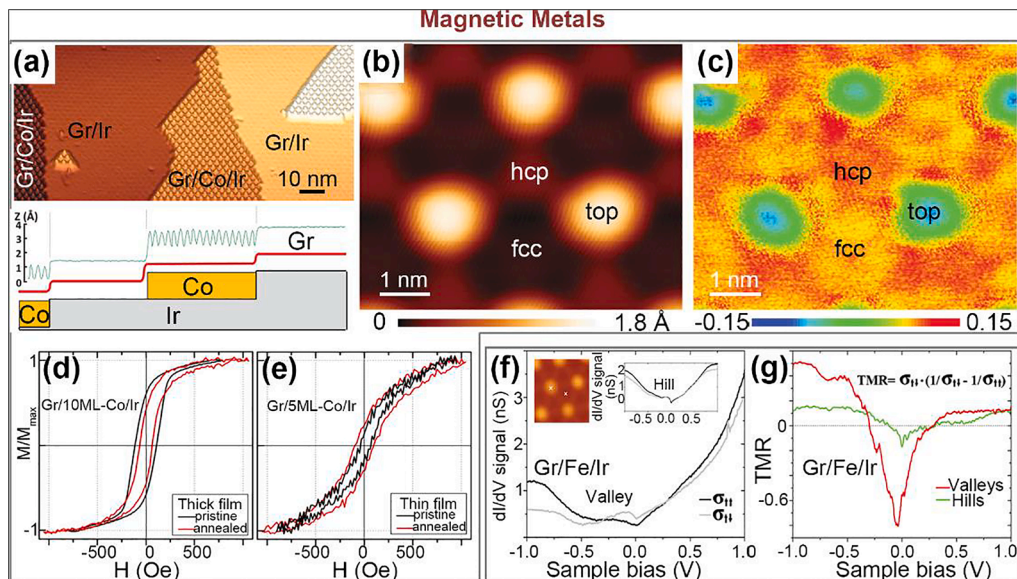 Magnetic Metals
(a)
Gr/Co/Ir
Gr/Ir
Gr/Co/Ir
Gr/Ir
10 nm
Z (Å)
4
3
2
1
0
Gr
Co
Co
Ir
(b)
hcp
top
fcc
1 nm
0 1.8 Å
(c)
hcp
top
fcc
1 nm
-0.15 0.15
(d)
Gr/10ML-Co/Ir
M/Mmax
1
-1
Thick film
pristine
annealed
-500 0 500
H (Oe)
(e)
Gr/5ML-Co/Ir
Thin film
pristine
annealed
-500 0 500
H (Oe)
(f)
dI/dV signal (nS)
3
2
1
dI/dV signal
(nS)
2
1
0
Hill
-0.5 0.0 0.5
Gr/Fe/Ir
Valley
σ↑↑
σ↑↓
-1.0 -0.5 0.0 0.5 1.0
Sample bias (V)
(g)
TMR= σ↑↓·(1/σ↑↓ - 1/σ↑↑)
TMR
0
-0.6
Gr/Fe/Ir
Valleys
Hills
-1.0 -0.5 0.0 0.5 1.0
Sample bias (V)